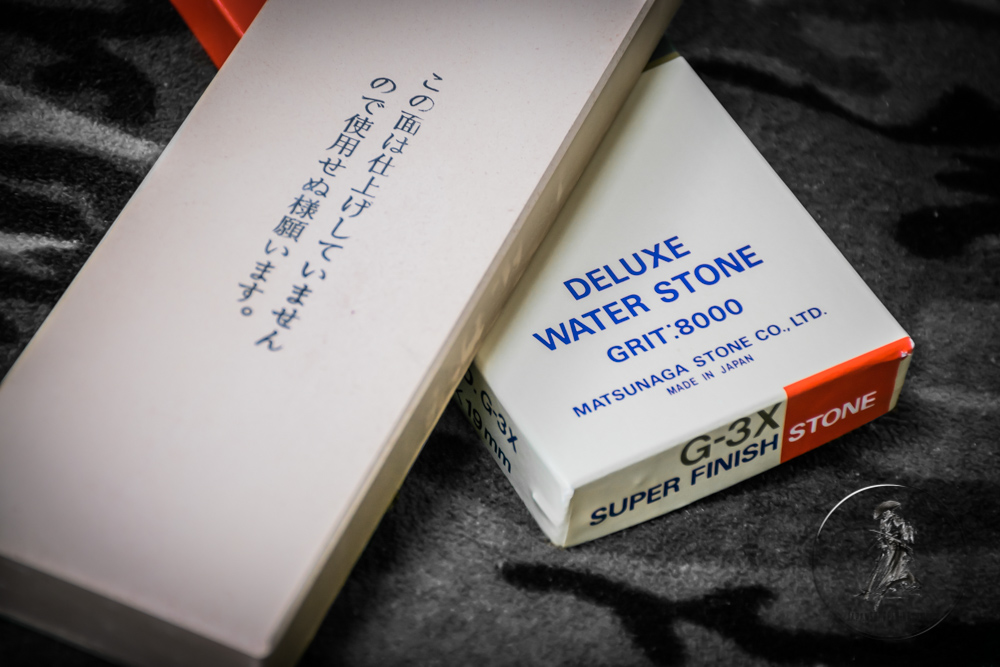 この面は仕上げしていません
ので使用せぬ様願います。
DELUXE
WATER STONE
GRIT:8000
MATSUNAGA STONE CO., LTD.
MADE IN JAPAN
G-3X
SUPER FINISH STONE
G-3X
19mm